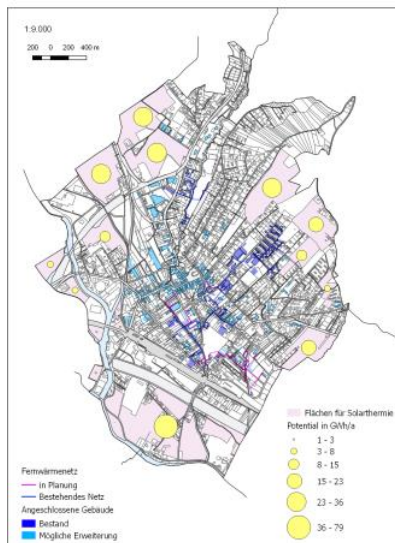 1:9.000
200 0 200 400 m
Fernwärmenetz
in Planung
Bestehendes Netz
Angeschlossene Gebäude
Bestand
Mögliche Erweiterung
Flächen für Solarthermie
Potential in GWh/a
1 - 3
3 - 8
8 - 15
15 - 23
23 - 36
36 - 79